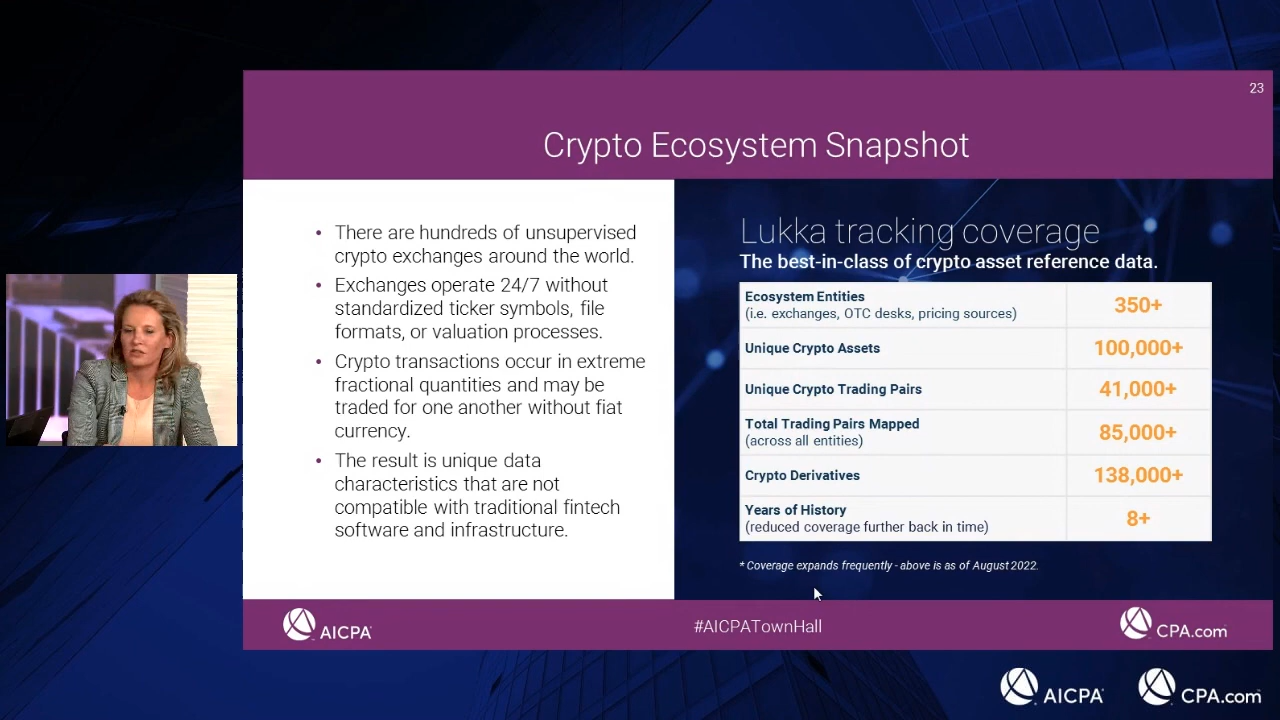 23
Crypto Ecosystem Snapshot
• There are hundreds of unsupervised
crypto exchanges around the world.
• Exchanges operate 24/7 without
standardized ticker symbols, file
formats, or valuation processes.
• Crypto transactions occur in extreme
fractional quantities and may be
traded for one another without fiat
currency.
• The result is unique data
characteristics that are not
compatible with traditional fintech
software and infrastructure.
Lukka tracking coverage
The best-in-class of crypto asset reference data.
Ecosystem Entities
(i.e. exchanges, OTC desks, pricing sources)
350+
Unique Crypto Assets 100,000+
Unique Crypto Trading Pairs 41,000+
Total Trading Pairs Mapped
(across all entities)
85,000+
Crypto Derivatives 138,000+
Years of History
(reduced coverage further back in time)
8+
* Coverage expands frequently - above is as of August 2022.
AICPA #AICPATownHall CPA.com
AICPA CPA.com